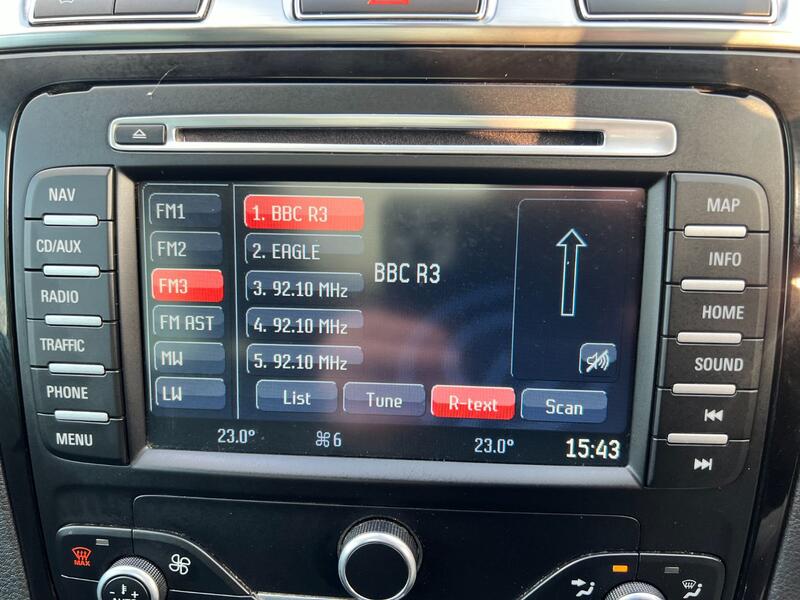 NAV
CD/AUX
RADIO
TRAFFIC
PHONE
MENU
FM1
FM2
FM3
FM AST
MW
LW
1. BBC R3
2. EAGLE
3. 92.10 MHz
4. 92.10 MHz
5. 92.10 MHz
BBC R3
List
Tune
R-text
Scan
23.0°
6
23.0°
15:43
MAP
INFO
HOME
SOUND
MAX
- +
AUTO